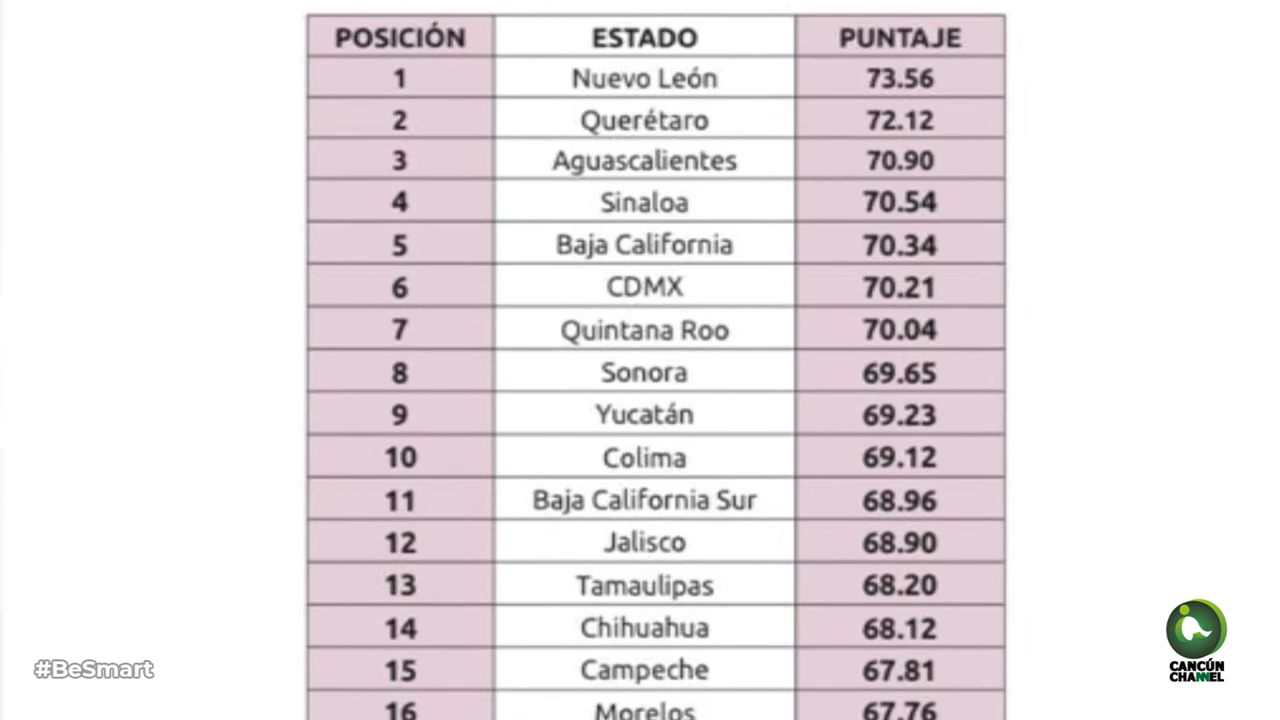 POSICIÓN ESTADO PUNTAJE
1 Nuevo León 73.56
2 Querétaro 72.12
3 Aguascalientes 70.90
4 Sinaloa 70.54
5 Baja California 70.34
6 CDMX 70.21
7 Quintana Roo 70.04
8 Sonora 69.65
9 Yucatán 69.23
10 Colima 69.12
11 Baja California Sur 68.96
12 Jalisco 68.90
13 Tamaulipas 68.20
14 Chihuahua 68.12
15 Campeche 67.81
16 Morelos 67.76
#BeSmart
CANCÚN
CHANNEL